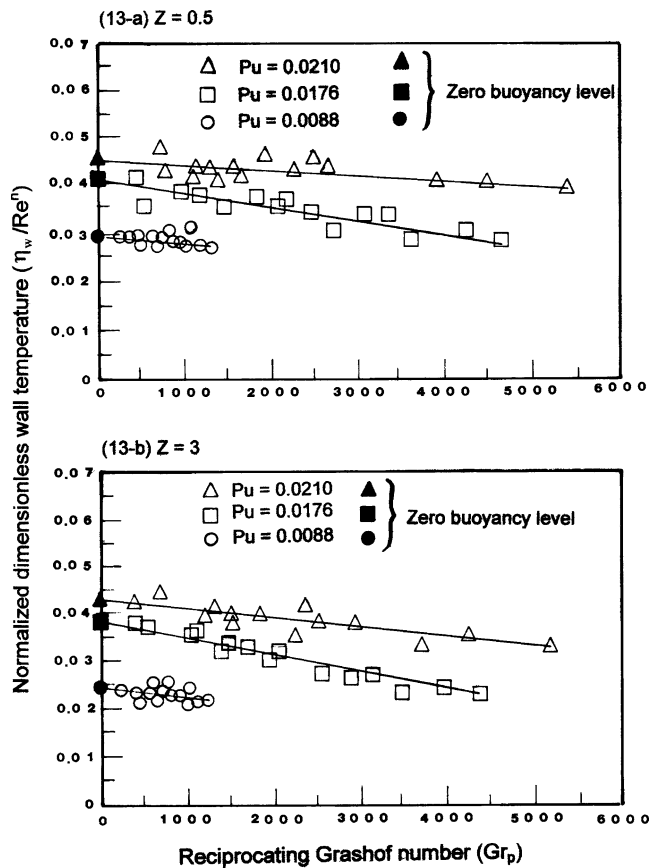 (13-a) Z = 0.5
0.07
0.06
0.05
0.04
0.03
0.02
0.01
0
Pu = 0.0210
Pu = 0.0176
Pu = 0.0088
Zero buoyancy level
0 1000 2000 3000 4000 5000 6000
(13-b) Z = 3
0.07
0.06
0.05
0.04
0.03
0.02
0.01
0
Pu = 0.0210
Pu = 0.0176
Pu = 0.0088
Zero buoyancy level
0 1000 2000 3000 4000 5000 6000
Normalized dimensionless wall temperature (η_w /Re^n)
Reciprocating Grashof number (Gr_p)